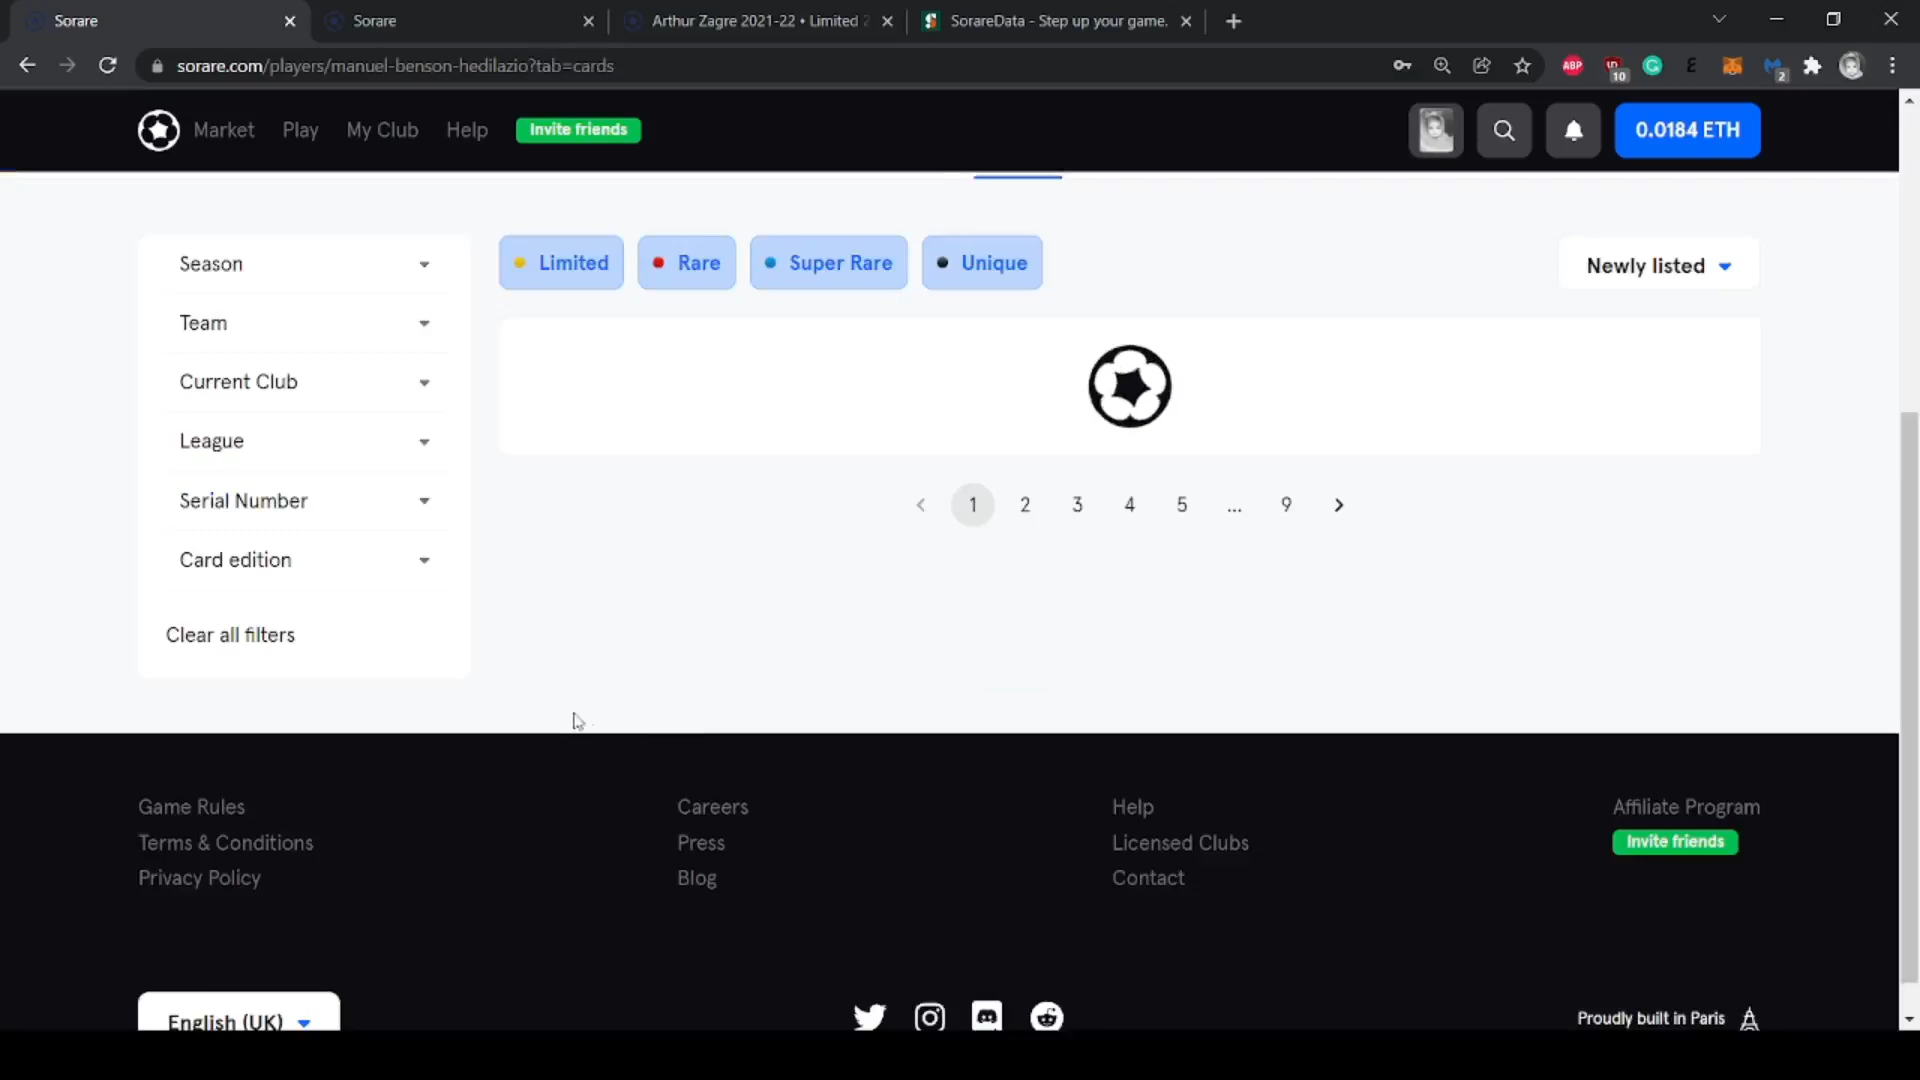 Sorare
Sorare
Arthur Zagre 2021-22 • Limited 2
SorareData - Step up your game.
sorare.com/players/manuel-benson-hedilazio?tab=cards
ABP
10
2
Market
Play
My Club
Help
Invite friends
0.0184 ETH
Season
Team
Current Club
League
Serial Number
Card edition
Clear all filters
Limited
Rare
Super Rare
Unique
Newly listed
1 2 3 4 5 ... 9
Game Rules
Terms & Conditions
Privacy Policy
Careers
Press
Blog
Help
Licensed Clubs
Contact
Affiliate Program
Invite friends
English (UK)
Proudly built in Paris